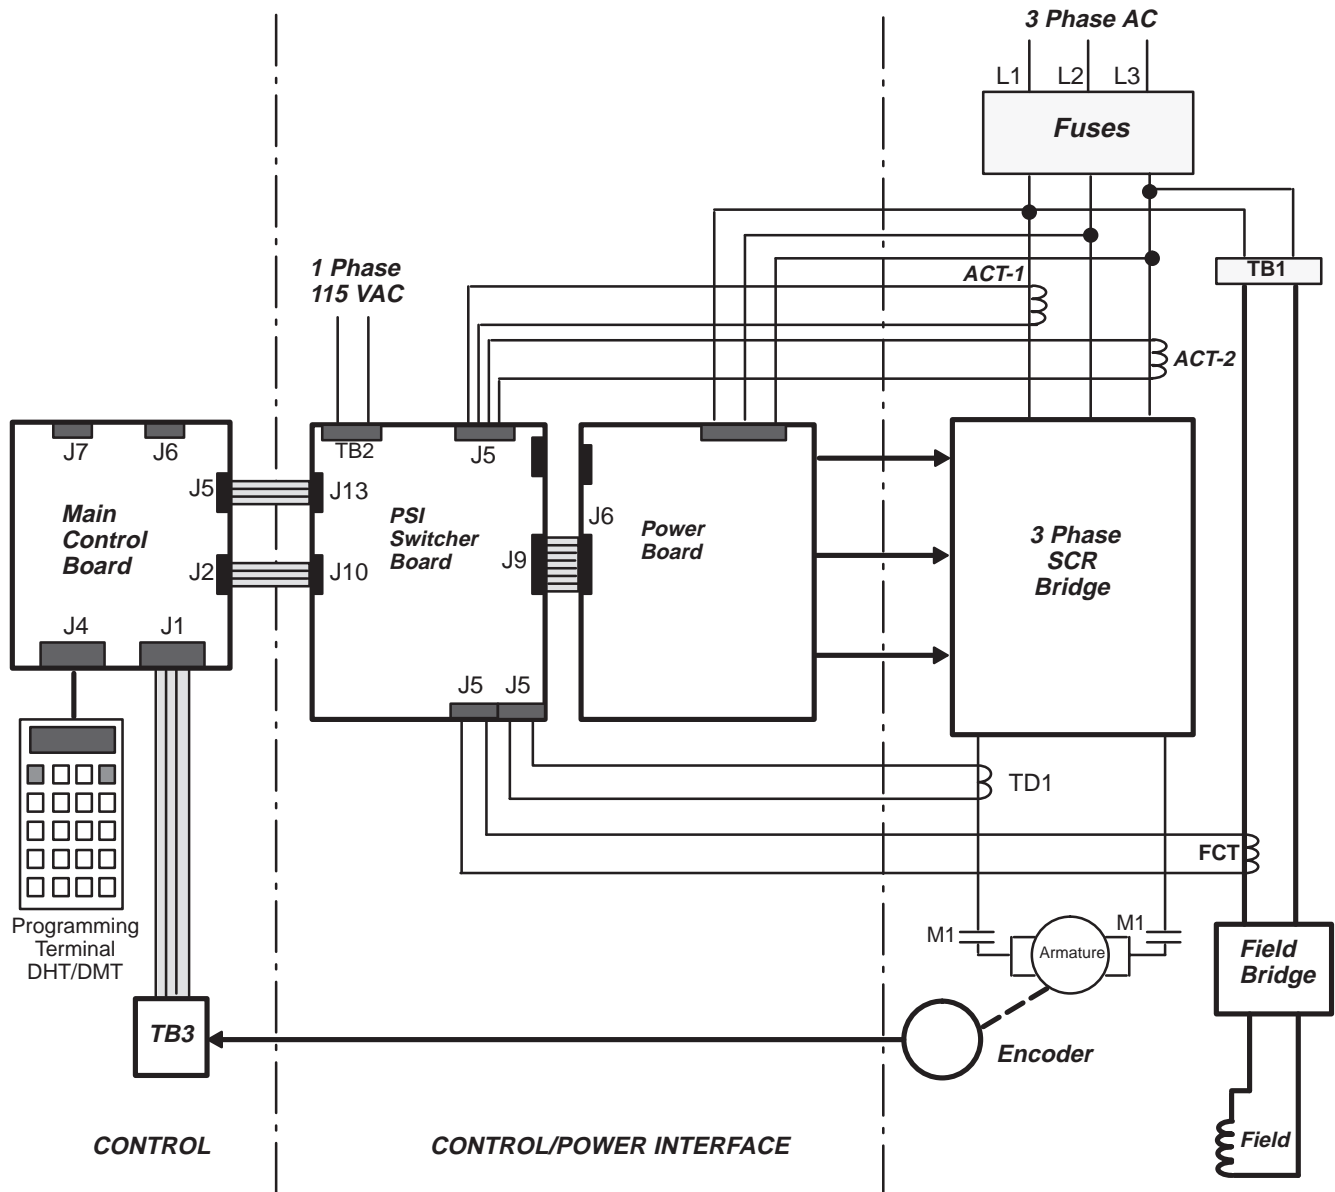 3 Phase AC
L1
L2
L3
Fuses
TB1
1 Phase
115 VAC
ACT-1
ACT-2
J7
J6
TB2
J5
J5
J13
J6
Main
Control
Board
PSI
Switcher
Board
Power
Board
3 Phase
SCR
Bridge
J2
J10
J9
J4
J1
J5
J5
TD1
FCT
Programming
Terminal
DHT/DMT
M1
Armature
M1
Field
Bridge
TB3
Encoder
Field
CONTROL
CONTROL/POWER INTERFACE